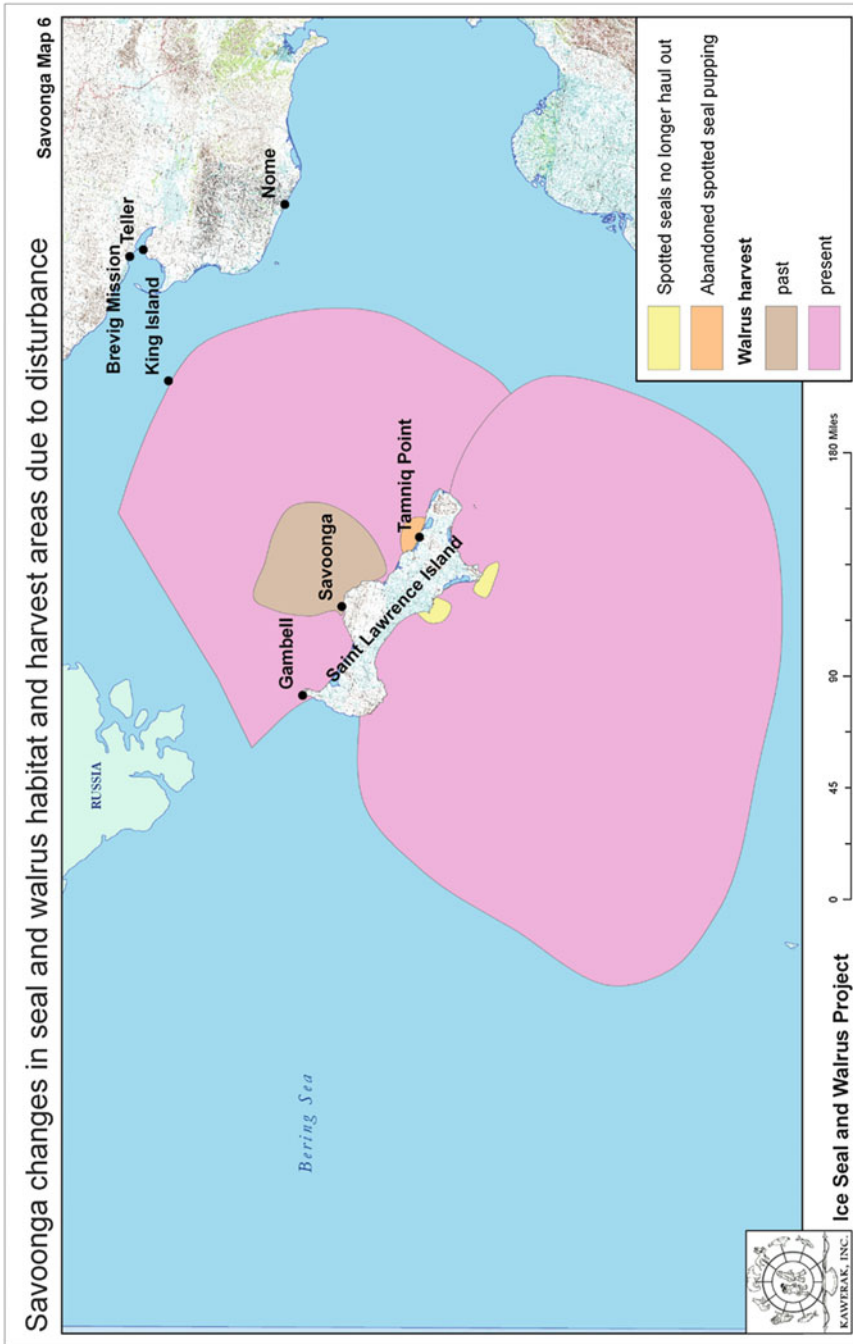 Savoonga changes in seal and walrus habitat and harvest areas due to disturbance
Savoonga Map 6
RUSSIA
Brevig Mission
Teller
King Island
Nome
Gambell
Savoonga
Tamniq Point
Saint Lawrence Island
Bering Sea
Spotted seals no longer haul out
Abandoned spotted seal pupping
Walrus harvest
past
present
KAWERAK, INC.
Ice Seal and Walrus Project
0
45
90
180 Miles